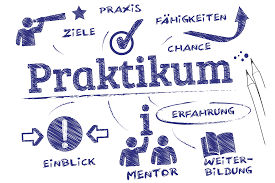 PRAXIS
ZIELE
FÄHIGKEITEN
CHANCE
Praktikum
ERFAHRUNG
EINBLICK
MENTOR
WEITER-
BILDUNG